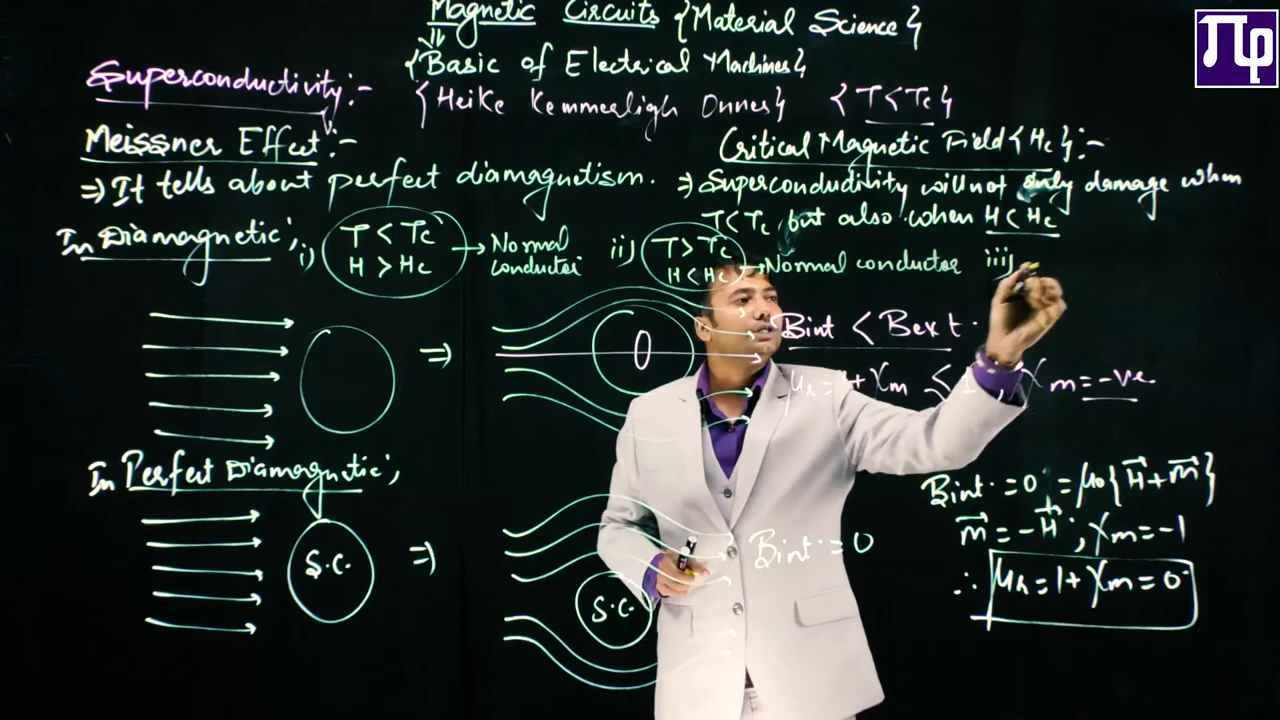 Magnetic Circuits {Material Science}
⇓
{Basic of Electrical Machines}
Superconductivity:-
{Heike Kemmerligh Onnes} {T<Tc}
Meissner Effect:-
⇒ It tells about perfect diamagnetism.
Critical Magnetic Field {Hc}:-
⇒ Superconductivity will not only damage when
T<Tc but also when H<Hc
In Diamagnetic,
i) T < Tc
H > Hc
→ Normal
conductor
ii) T > Tc
H < Hc
→ Normal conductor iii)
⇒
Bint < Bext.
μr = 1+χm < 1, χm = -ve.
In Perfect Diamagnetic,
S.C.
⇒
S.C.
Bint. = 0
Bint. = 0 = μ0{H⃗+m⃗}
m⃗ = -H⃗, χm = -1
∴ μr = 1+χm = 0
πφ